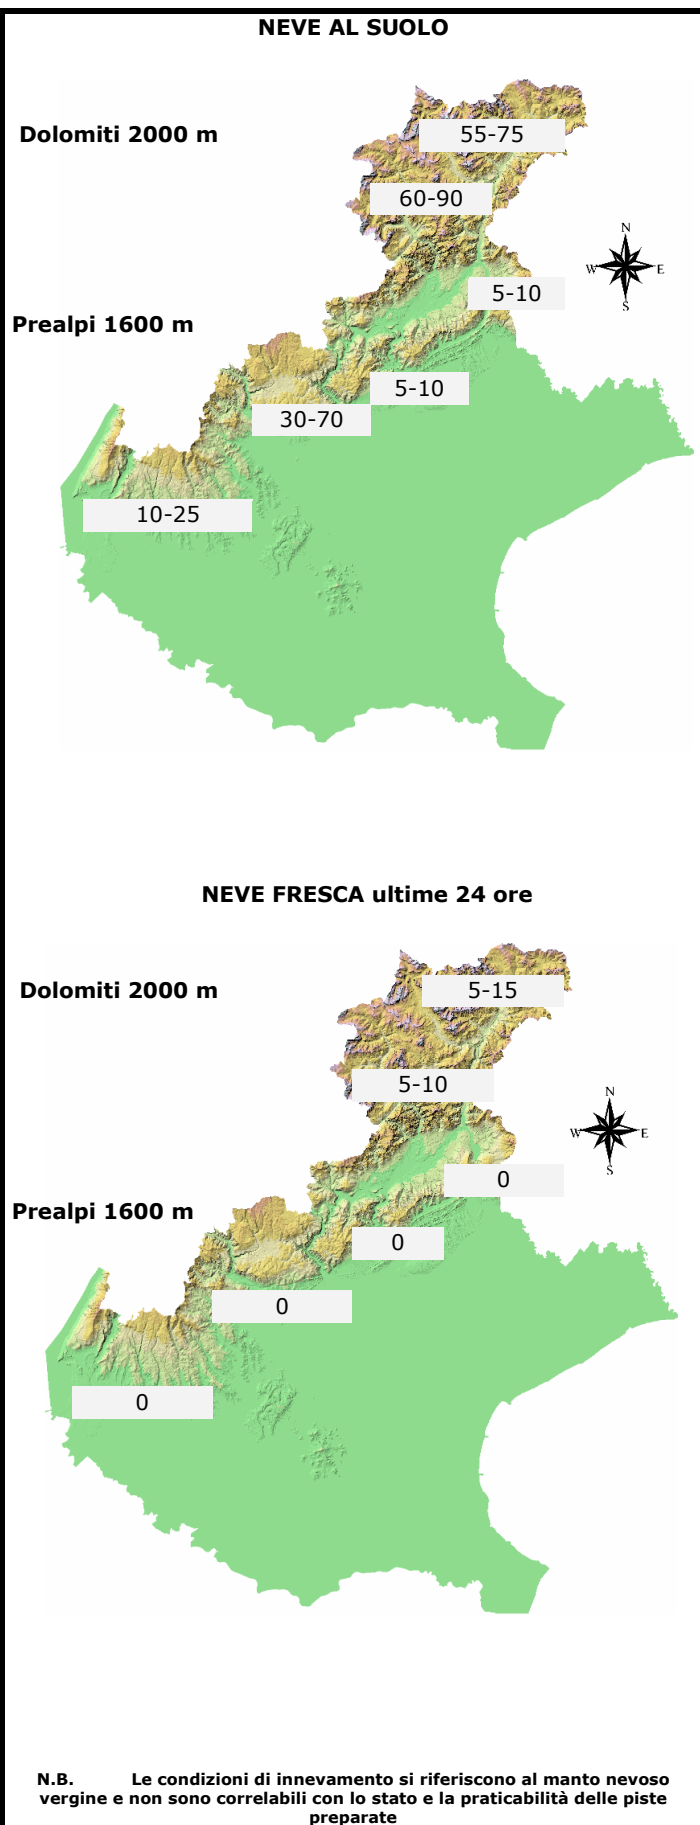 NEVE AL SUOLO
Dolomiti 2000 m
55-75
60-90
N
W
E
S
5-10
Prealpi 1600 m
5-10
30-70
10-25
NEVE FRESCA ultime 24 ore
Dolomiti 2000 m
5-15
5-10
N
W
E
S
0
Prealpi 1600 m
0
0
0
N.B. Le condizioni di innevamento si riferiscono al manto nevoso
vergine e non sono correlabili con lo stato e la praticabilità delle piste
preparate